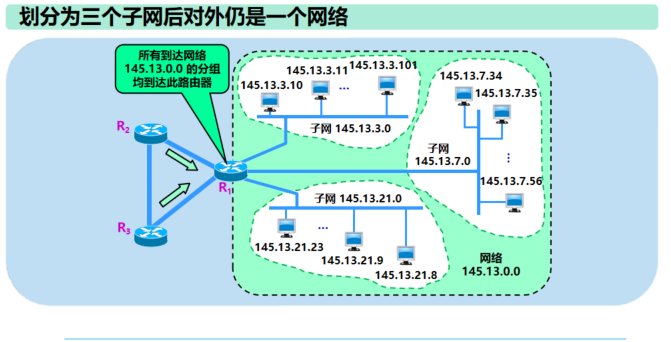 划分为三个子网后对外仍是一个网络
所有到达网络
145.13.0.0 的分组
均到达此路由器
145.13.3.10
145.13.3.11
...
145.13.3.101
子网 145.13.3.0
145.13.7.34
145.13.7.35
子网
145.13.7.0
...
145.13.7.56
R2
R1
R3
子网 145.13.21.0
145.13.21.23
...
145.13.21.9
145.13.21.8
网络
145.13.0.0